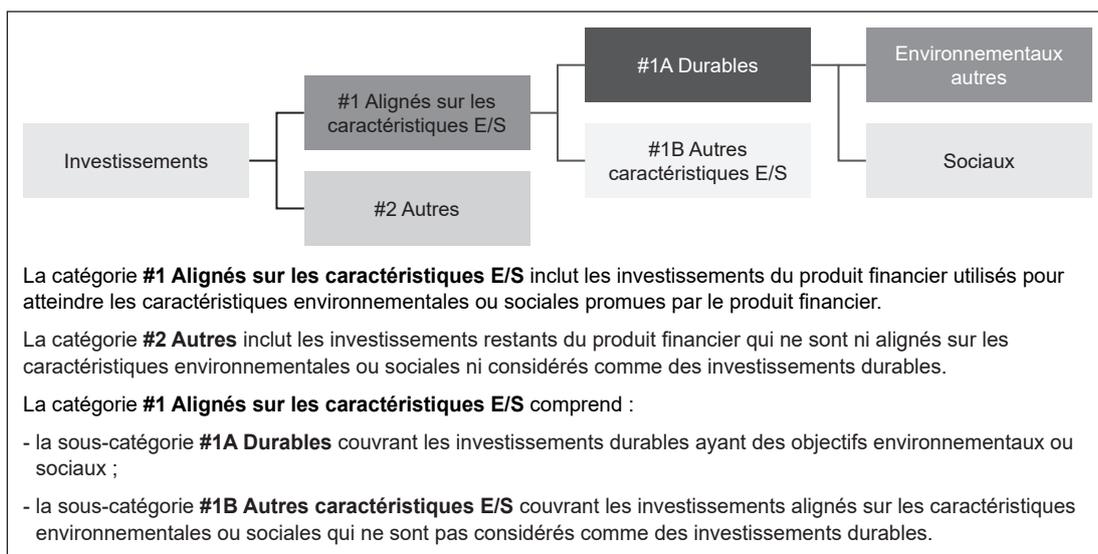 Investissements
#1 Alignés sur les
caractéristiques E/S
#2 Autres
#1A Durables
#1B Autres
caractéristiques E/S
Environnementaux
autres
Sociaux
La catégorie #1 Alignés sur les caractéristiques E/S inclut les investissements du produit financier utilisés pour
atteindre les caractéristiques environnementales ou sociales promues par le produit financier.
La catégorie #2 Autres inclut les investissements restants du produit financier qui ne sont ni alignés sur les
caractéristiques environnementales ou sociales ni considérés comme des investissements durables.
La catégorie #1 Alignés sur les caractéristiques E/S comprend :
- la sous-catégorie #1A Durables couvrant les investissements durables ayant des objectifs environnementaux ou
sociaux ;
- la sous-catégorie #1B Autres caractéristiques E/S couvrant les investissements alignés sur les caractéristiques
environnementales ou sociales qui ne sont pas considérés comme des investissements durables.